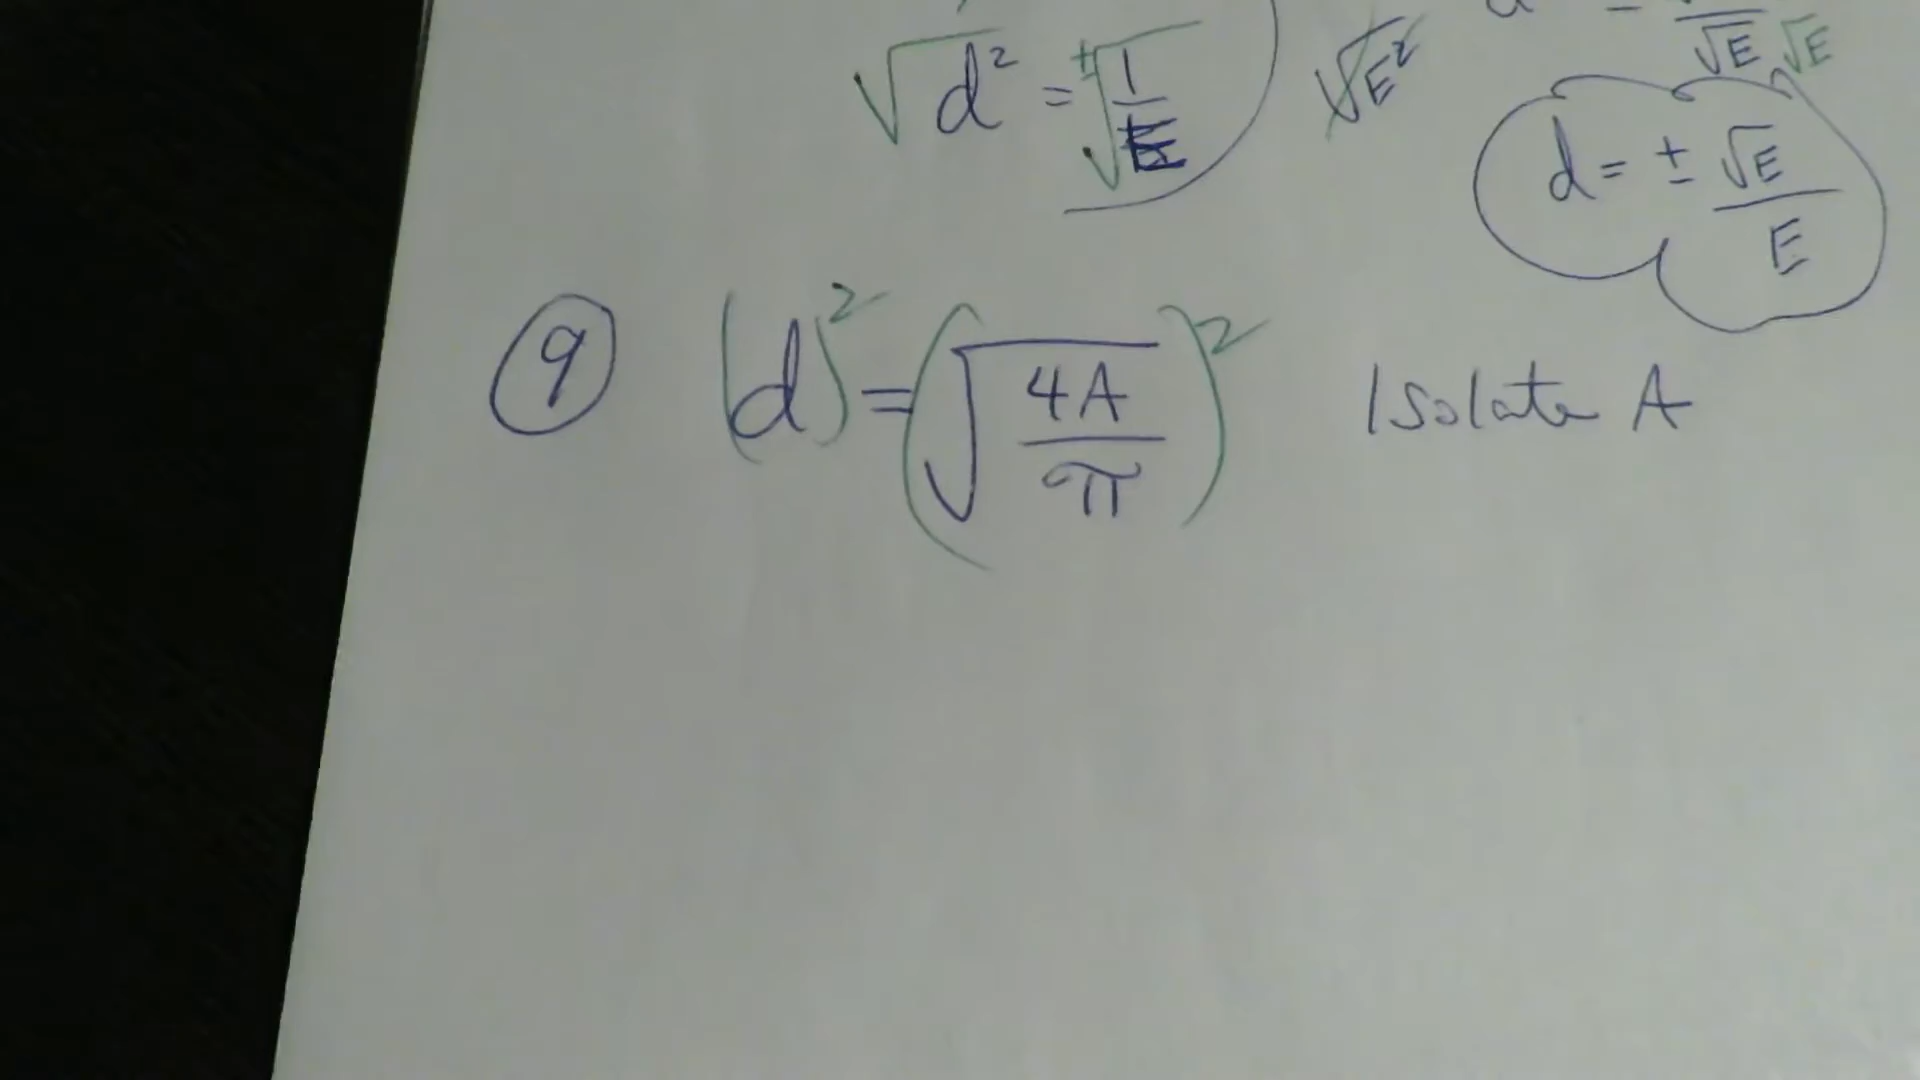 √d² = ±√1/E √E² √E √E
d = ± √E / E
⑨ (d)² = (√4A/π)² Isolate A